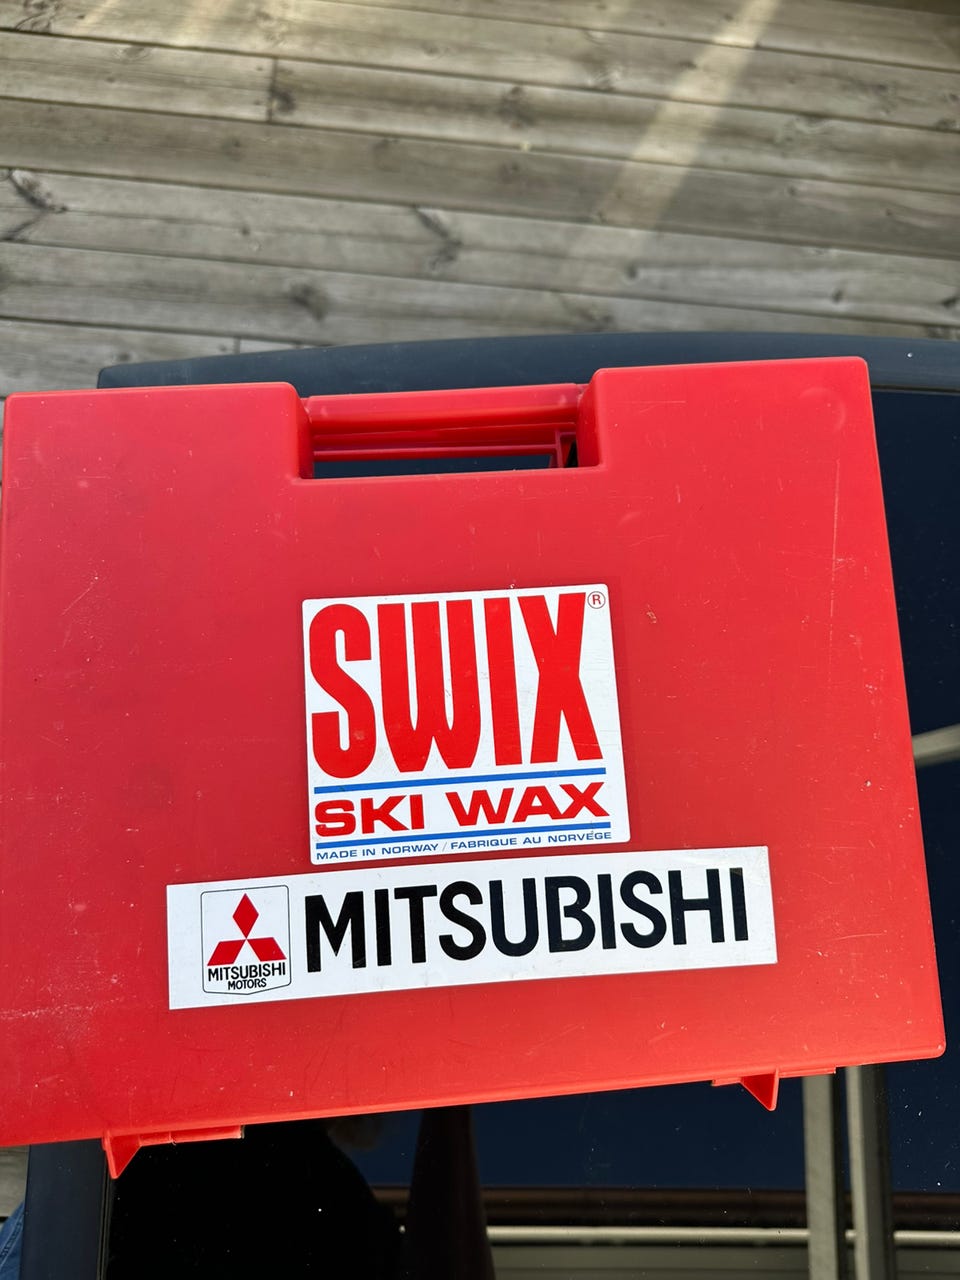 SWIX®
SKI WAX
MADE IN NORWAY / FABRIQUE AU NORVÈGE
MITSUBISHI
MOTORS
MITSUBISHI